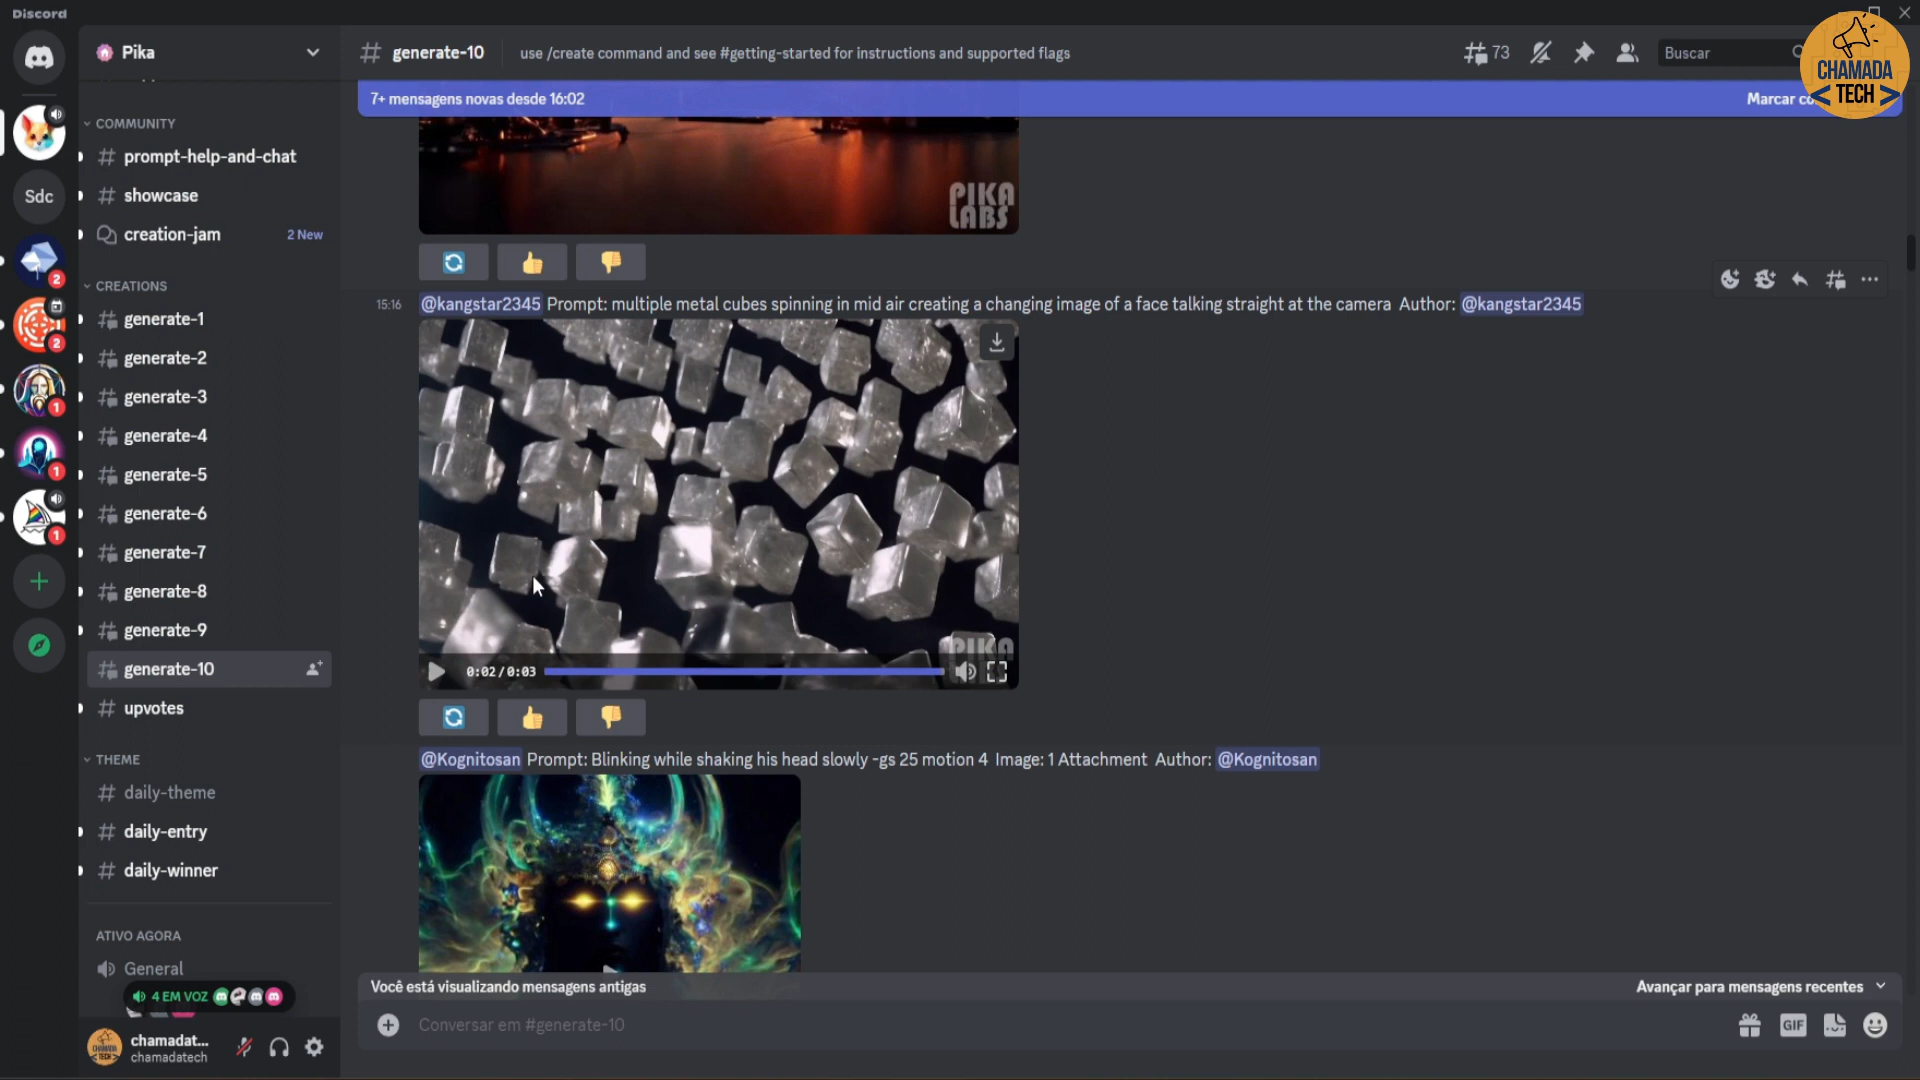 Discord
Pika
generate-10
use /create command and see #getting-started for instructions and supported flags
73
Buscar
CHAMADA
< TECH >
7+ mensagens novas desde 16:02
Marcar co
COMMUNITY
prompt-help-and-chat
showcase
creation-jam
2 New
CREATIONS
generate-1
generate-2
generate-3
generate-4
generate-5
generate-6
generate-7
generate-8
generate-9
generate-10
upvotes
THEME
daily-theme
daily-entry
daily-winner
ATIVO AGORA
General
4 EM VOZ
chamadat...
chamadatech
Sdc
2
2
1
1
1
PIKA
LABS
15:16
@kangstar2345 Prompt: multiple metal cubes spinning in mid air creating a changing image of a face talking straight at the camera Author: @kangstar2345
PIKA
0:02/0:03
@Kognitosan Prompt: Blinking while shaking his head slowly -gs 25 motion 4 Image: 1 Attachment Author: @Kognitosan
Você está visualizando mensagens antigas
Avançar para mensagens recentes
Conversar em #generate-10
GIF